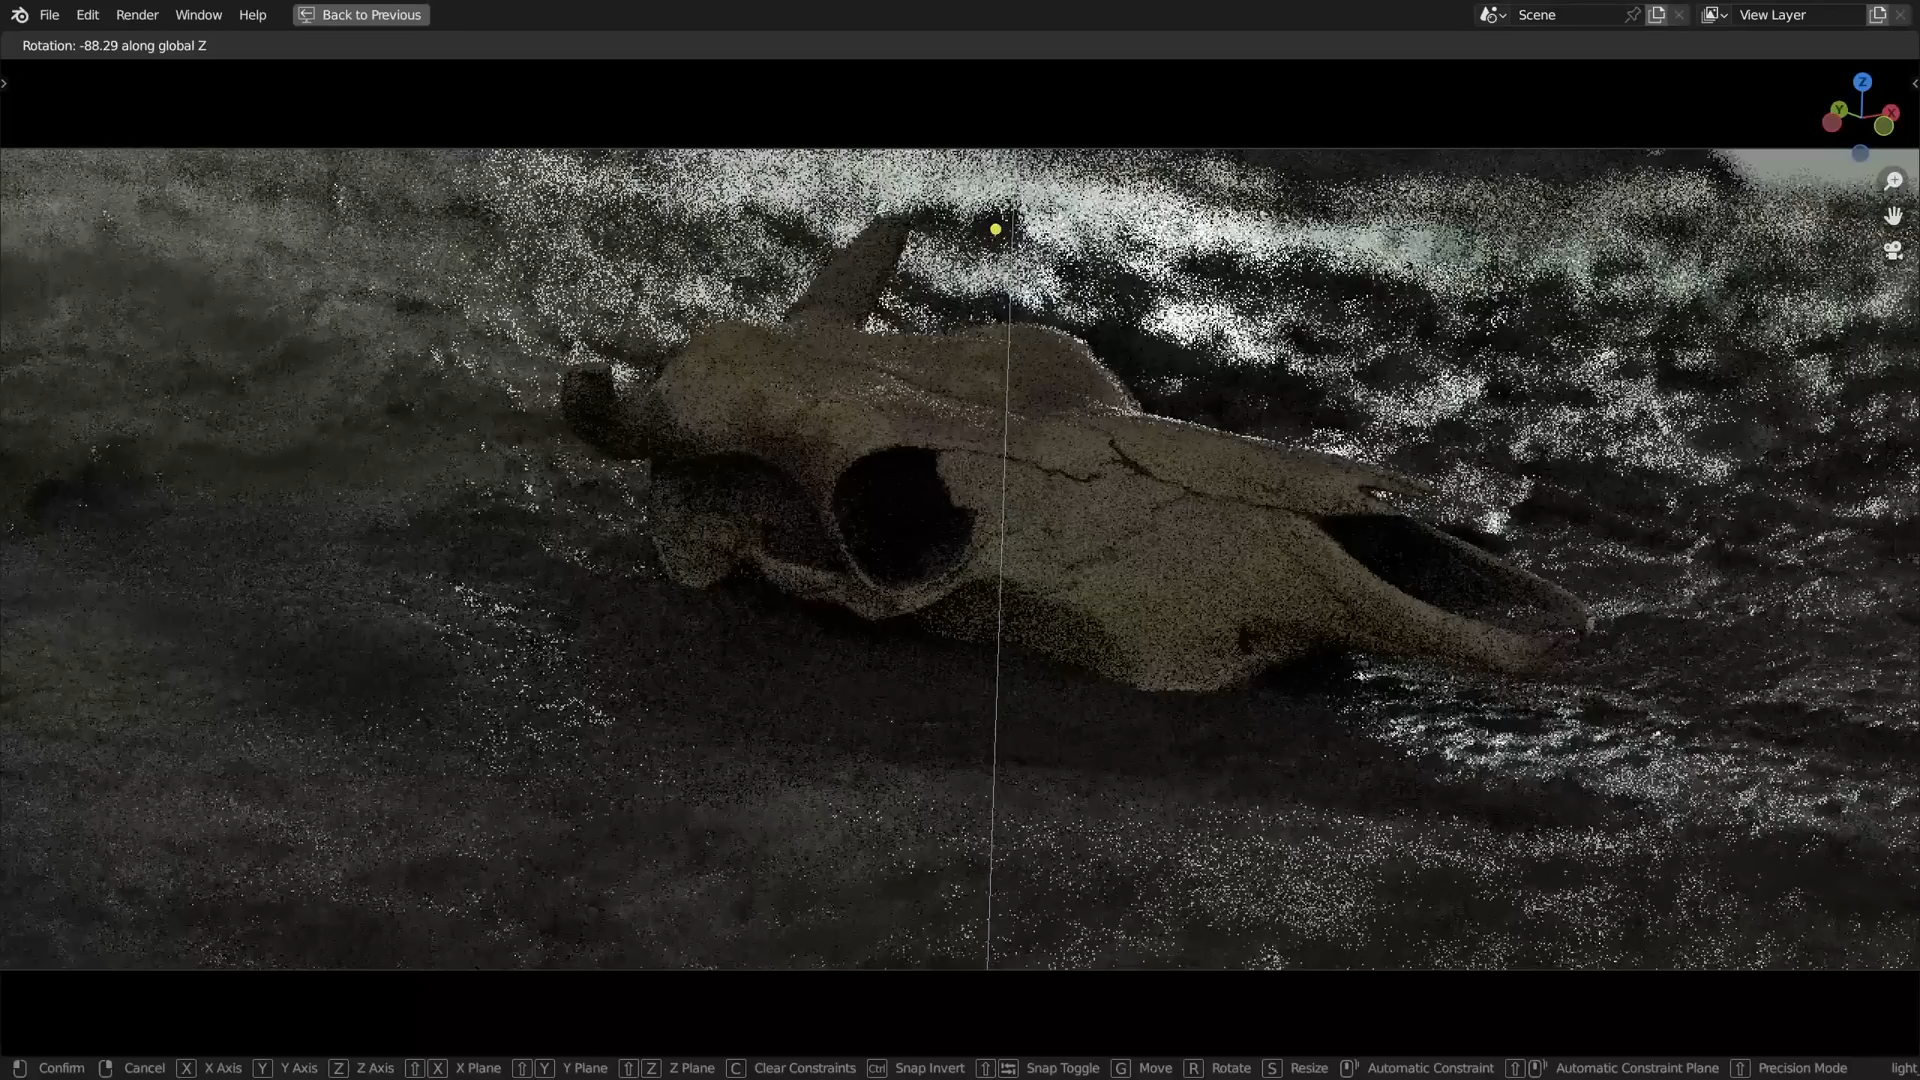 File Edit Render Window Help Back to Previous Scene View Layer
Rotation: -88.29 along global Z
Z
Y X
Confirm Cancel X X Axis Y Y Axis Z Z Axis X X Plane Y Y Plane Z Z Plane C Clear Constraints Ctrl Snap Invert Snap Toggle G Move R Rotate S Resize Automatic Constraint Automatic Constraint Plane Precision Mode light